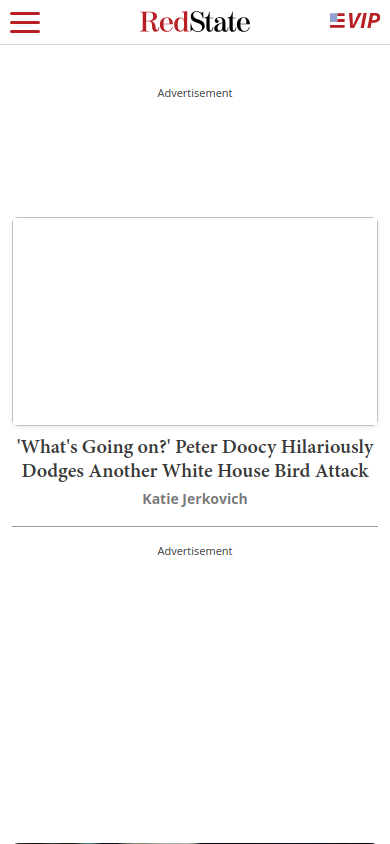 RedState
VIP
Advertisement
'What's Going on?' Peter Doocy Hilariously
Dodges Another White House Bird Attack
Katie Jerkovich
Advertisement